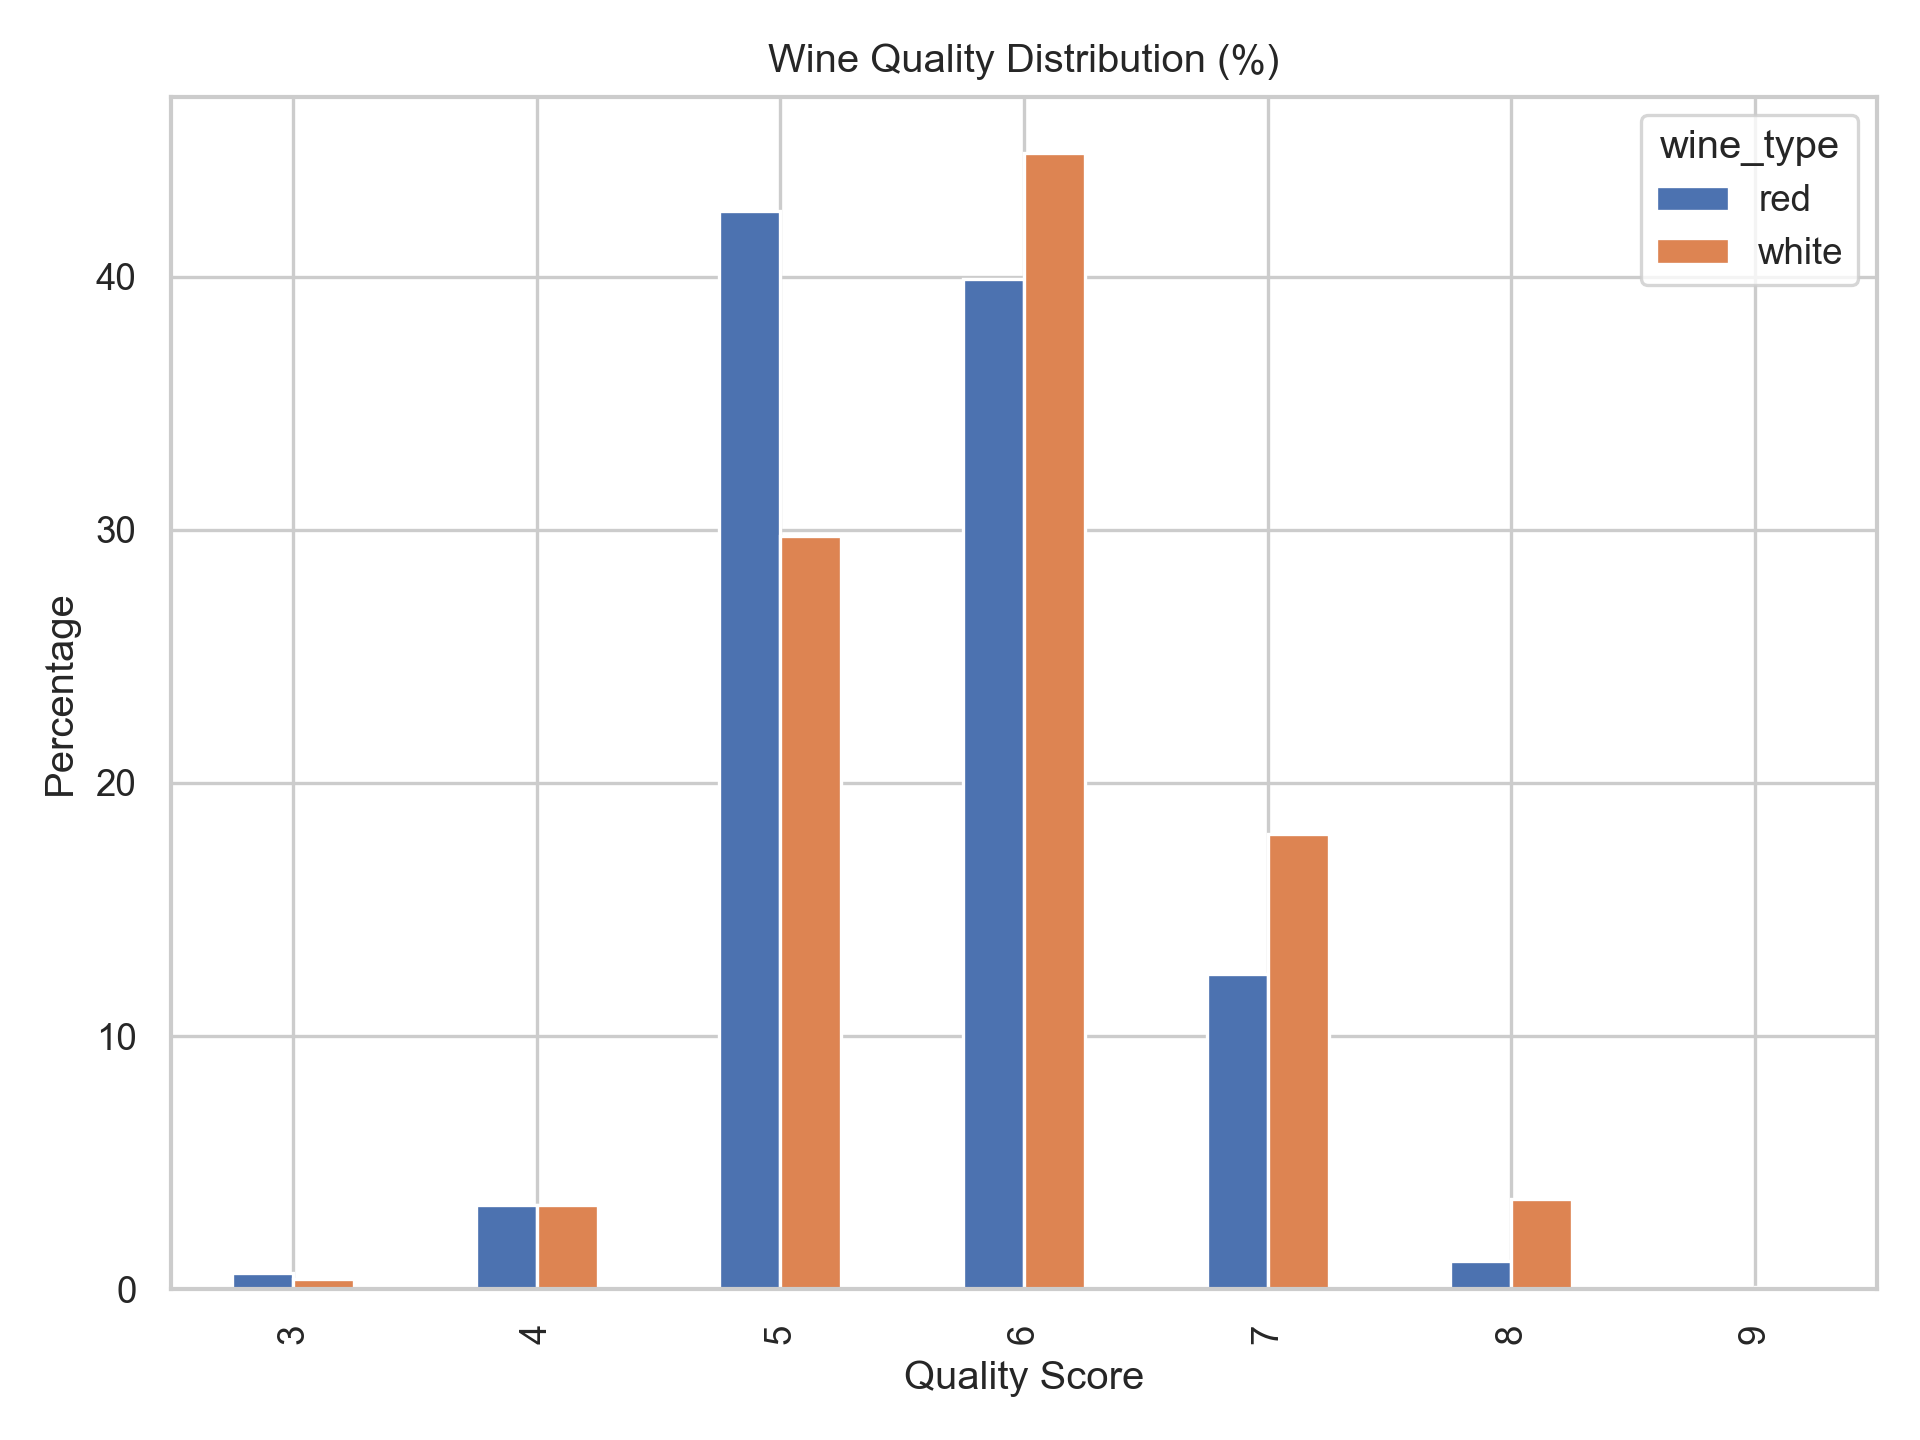 Wine Quality Distribution (%)
wine_type
red
white
Percentage
40
30
20
10
0
3
4
5
6
7
8
9
Quality Score